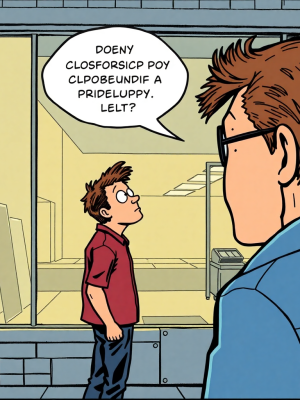 DOENY
CLOSFORSICP POY
CLPOBEUNDIF A
PRIDELUPPY.
LELT?